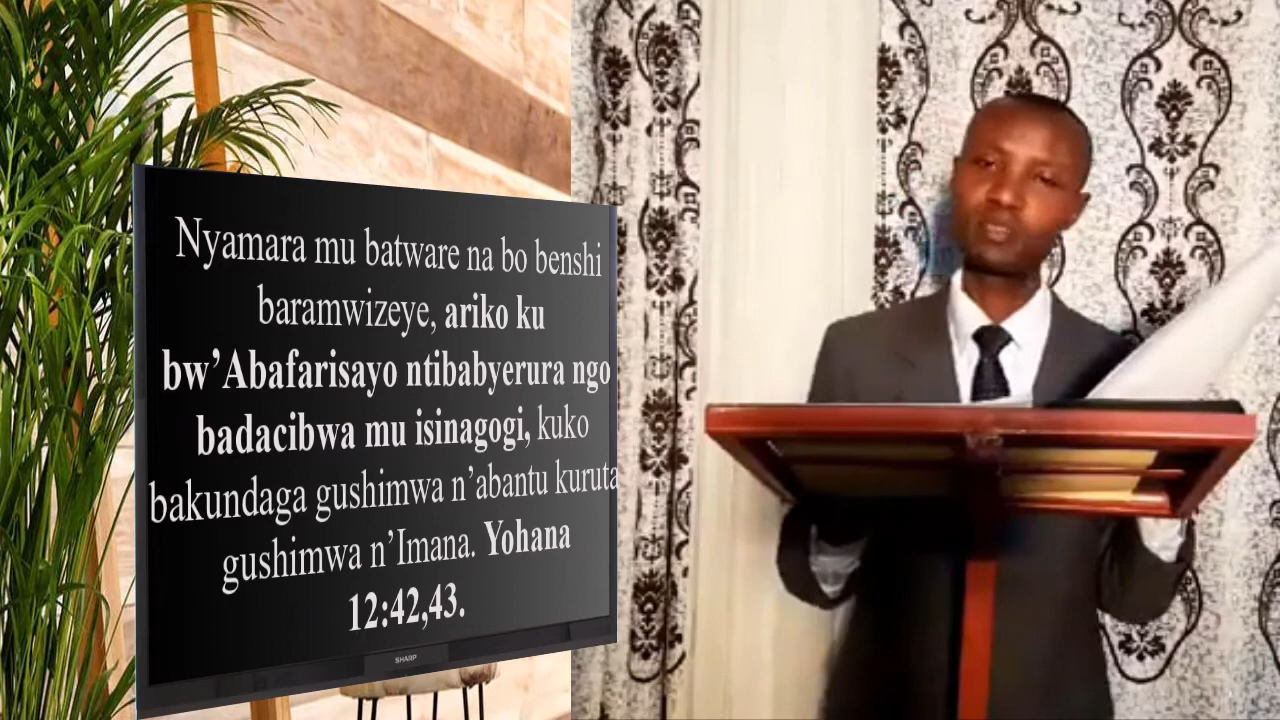 Nyamara mu batware na bo benshi
baramwizeye, ariko ku
bw’Abafarisayo ntibabyerura ngo
badacibwa mu isinagogi, kuko
bakundaga gushimwa n’abantu kuruta
gushimwa n’Imana. Yohana
12:42,43.
SHARP